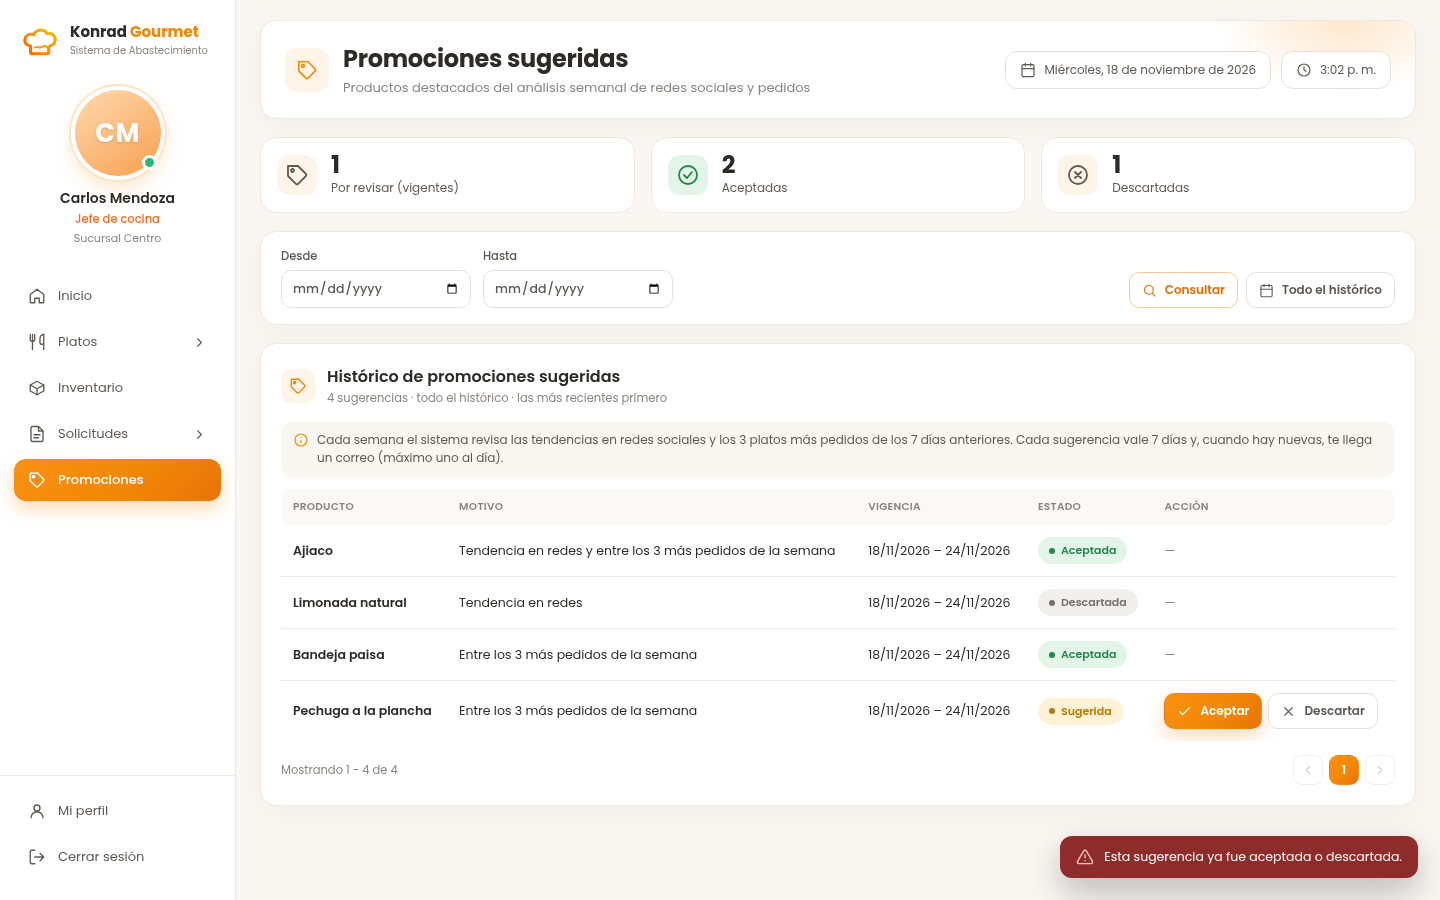 Konrad Gourmet
Sistema de Abastecimiento
CM
Carlos Mendoza
Jefe de cocina
Sucursal Centro
Inicio
Platos
Inventario
Solicitudes
Promociones
Mi perfil
Cerrar sesión
Promociones sugeridas
Productos destacados del análisis semanal de redes sociales y pedidos
Miércoles, 18 de noviembre de 2026
3:02 p. m.
1
Por revisar (vigentes)
2
Aceptadas
1
Descartadas
Desde
Hasta
mm/dd/yyyy
mm/dd/yyyy
Consultar
Todo el histórico
Histórico de promociones sugeridas
4 sugerencias · todo el histórico · las más recientes primero
Cada semana el sistema revisa las tendencias en redes sociales y los 3 platos más pedidos de los 7 días anteriores. Cada sugerencia vale 7 días y, cuando hay nuevas, te llega
un correo (máximo uno al día).
PRODUCTO MOTIVO VIGENCIA ESTADO ACCIÓN
Ajiaco Tendencia en redes y entre los 3 más pedidos de la semana 18/11/2026 – 24/11/2026 Aceptada —
Limonada natural Tendencia en redes 18/11/2026 – 24/11/2026 Descartada —
Bandeja paisa Entre los 3 más pedidos de la semana 18/11/2026 – 24/11/2026 Aceptada —
Pechuga a la plancha Entre los 3 más pedidos de la semana 18/11/2026 – 24/11/2026 Sugerida Aceptar Descartar
Mostrando 1 - 4 de 4
1
Esta sugerencia ya fue aceptada o descartada.